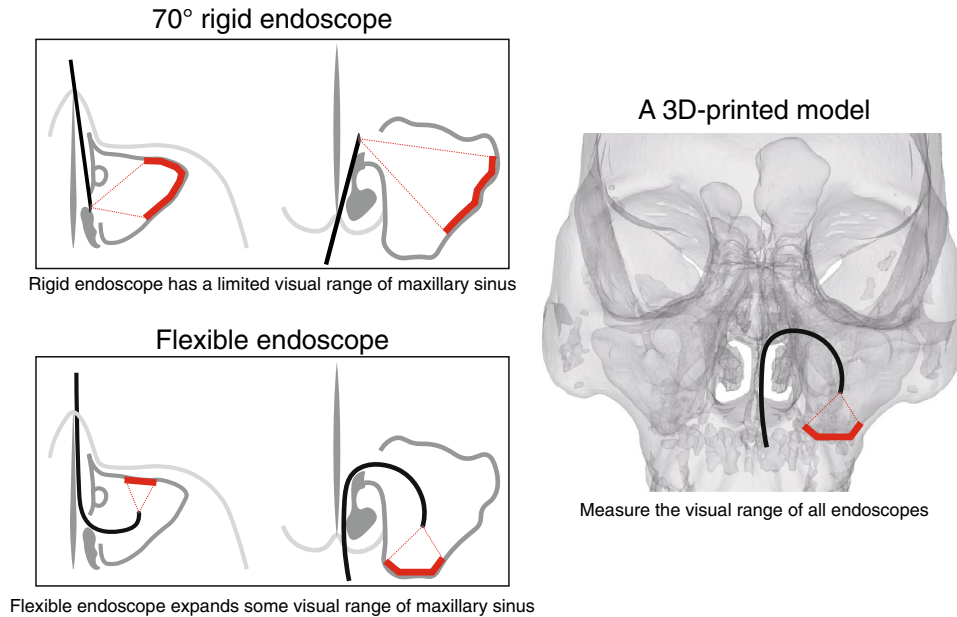 70° rigid endoscope
Rigid endoscope has a limited visual range of maxillary sinus
Flexible endoscope
Flexible endoscope expands some visual range of maxillary sinus
A 3D-printed model
Measure the visual range of all endoscopes